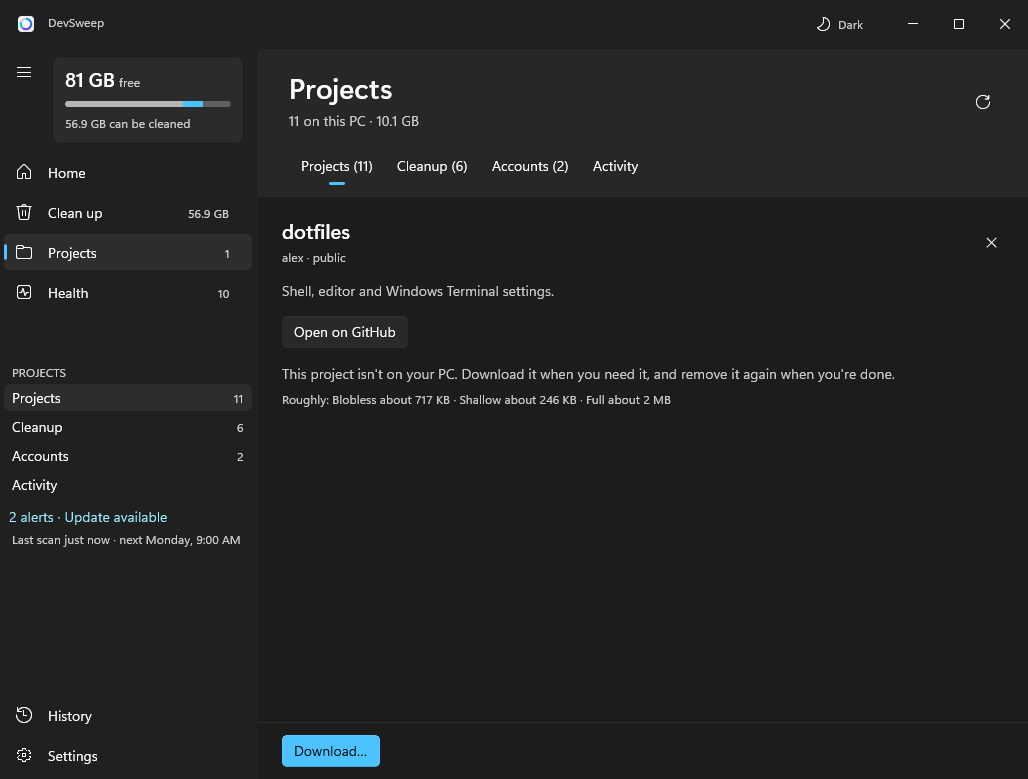 DevSweep
Dark
81 GB free
56.9 GB can be cleaned
Home
Clean up 56.9 GB
Projects 1
Health 10
PROJECTS
Projects 11
Cleanup 6
Accounts 2
Activity
2 alerts · Update available
Last scan just now · next Monday, 9:00 AM
History
Settings
Projects
11 on this PC · 10.1 GB
Projects (11) Cleanup (6) Accounts (2) Activity
dotfiles
alex · public
Shell, editor and Windows Terminal settings.
Open on GitHub
This project isn't on your PC. Download it when you need it, and remove it again when you're done.
Roughly: Blobless about 717 KB · Shallow about 246 KB · Full about 2 MB
Download...